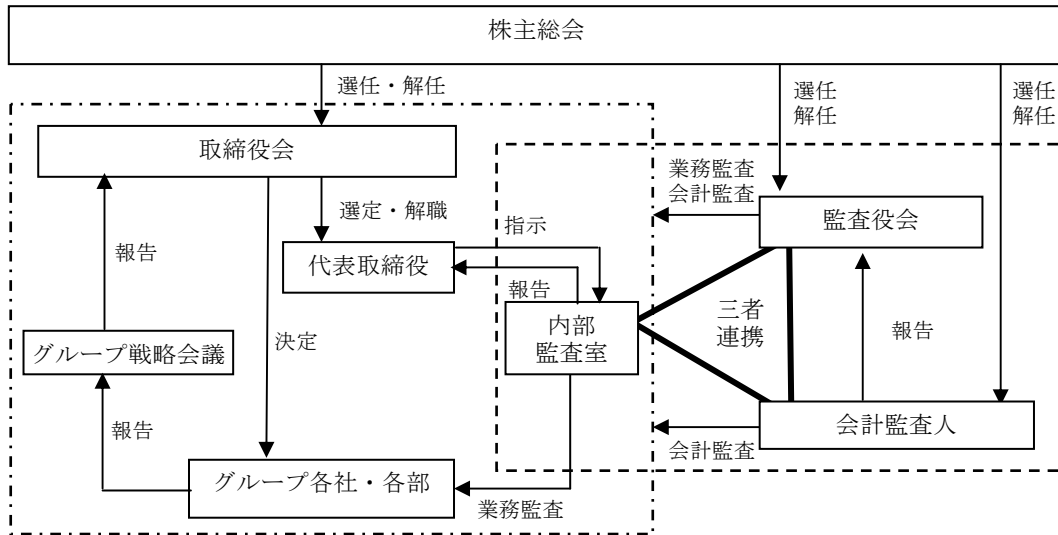 株主総会
選任・解任
選任
解任
選任
解任
取締役会
業務監査
会計監査
監査役会
選定・解職
指示
報告
代表取締役
報告
内部
監査室
三者
連携
報告
決定
グループ戦略会議
報告
会計監査人
会計監査
グループ各社・各部
業務監査